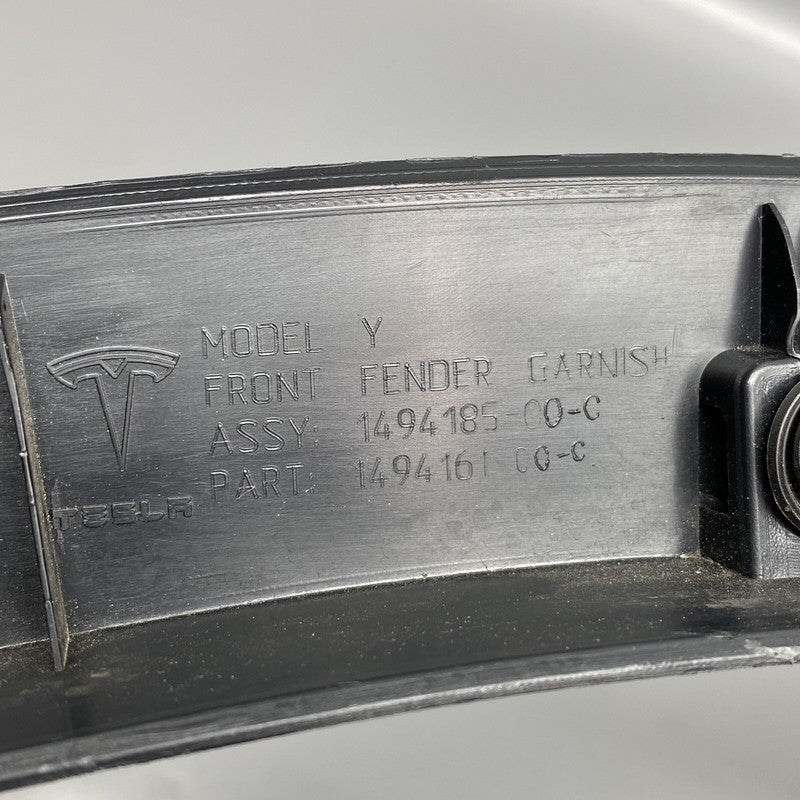 MODEL Y
FRONT FENDER GARNISH
ASSY: 1494185-00-C
PART: 1494161-00-C
TESLA